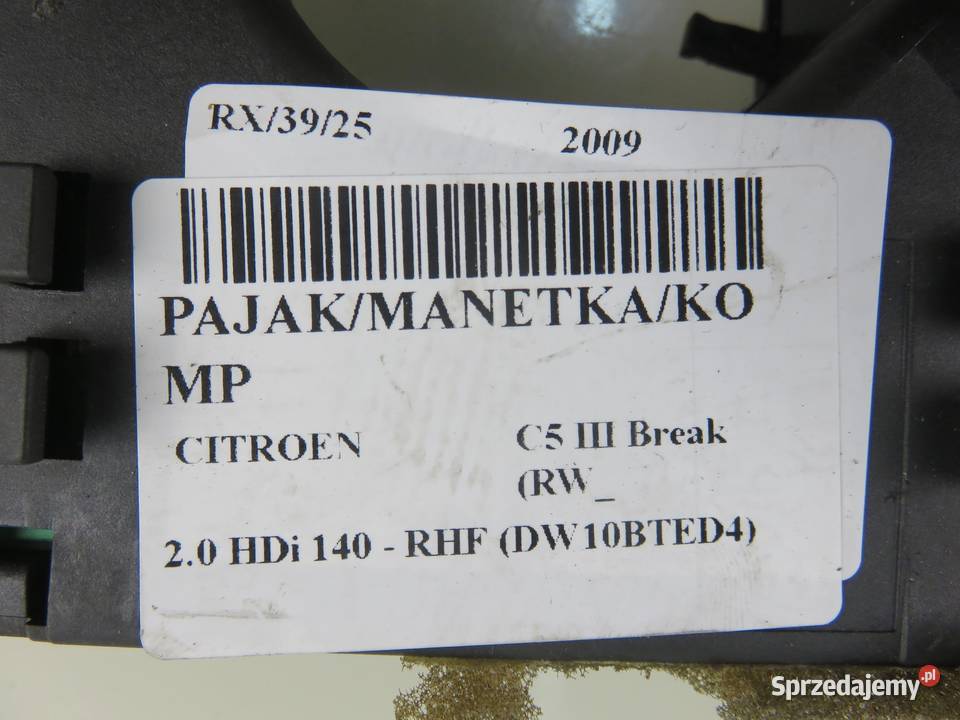 RX/39/25 2009
PAJAK/MANETKA/KO
MP
CITROEN C5 III Break
(RW_
2.0 HDi 140 - RHF (DW10BTED4)
Sprzedajemy.pl